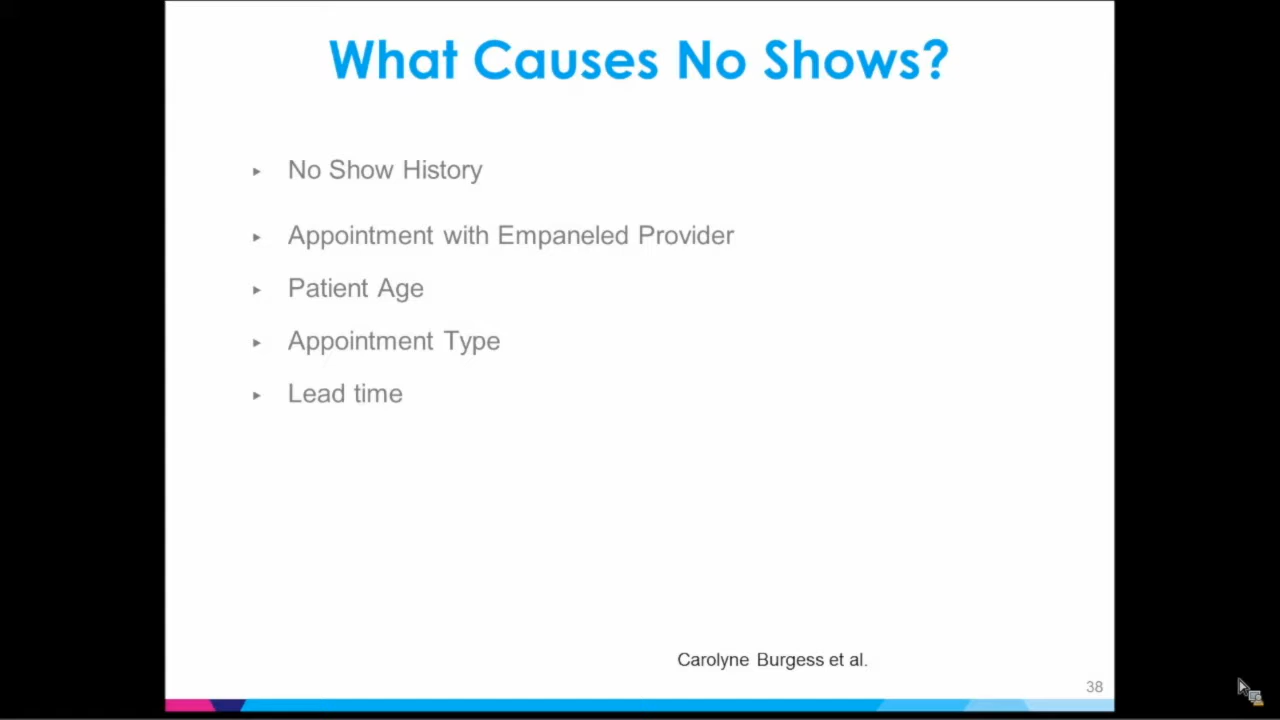 What Causes No Shows?
No Show History
Appointment with Empaneled Provider
Patient Age
Appointment Type
Lead time
Carolyne Burgess et al.
38